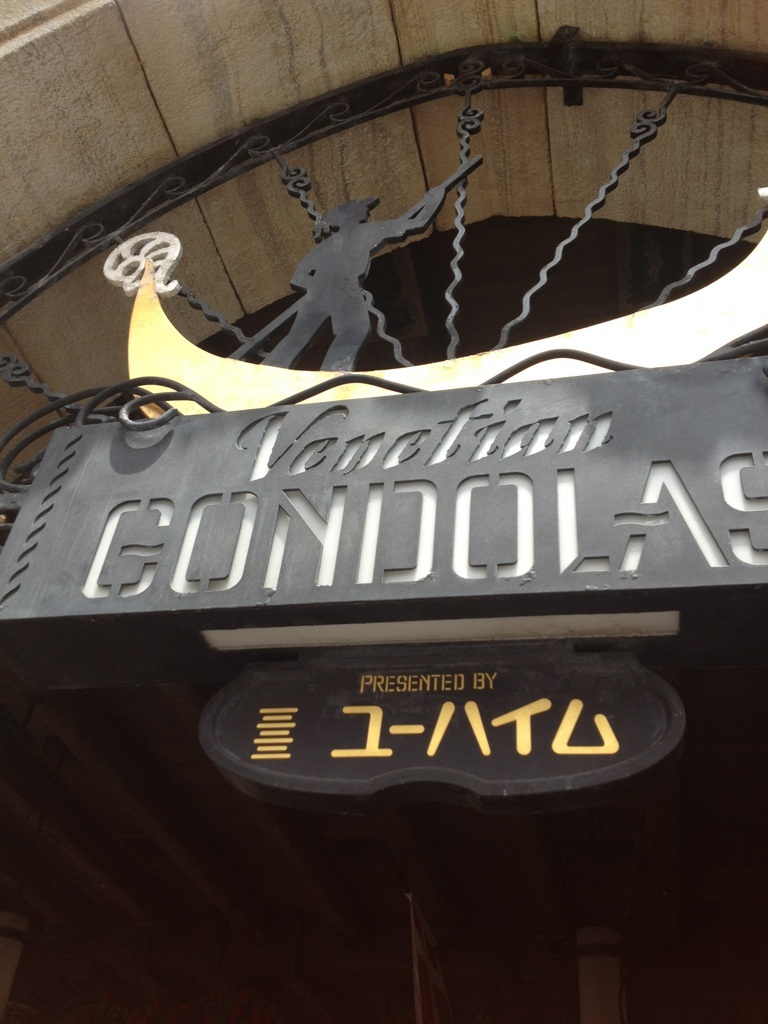 Venetian
GONDOLAS
PRESENTED BY
ユーハイム